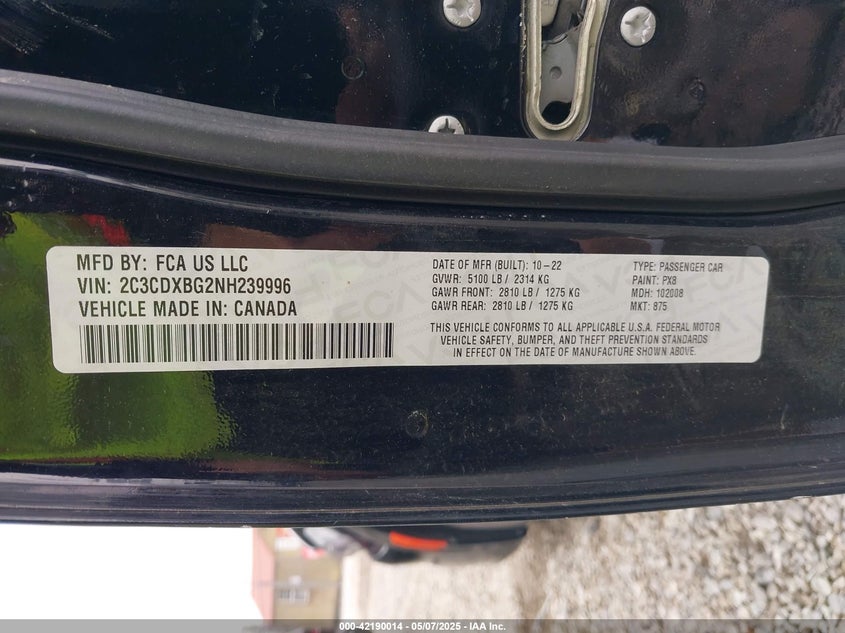 MFD BY: FCA US LLC
VIN: 2C3CDXBG2NH239996
VEHICLE MADE IN: CANADA
DATE OF MFR (BUILT): 10-22
GVWR: 5100 LB / 2314 KG
GAWR FRONT: 2810 LB / 1275 KG
GAWR REAR: 2810 LB / 1275 KG
TYPE: PASSENGER CAR
PAINT: PX8
MDH: 102008
MKT: 875
THIS VEHICLE CONFORMS TO ALL APPLICABLE U.S.A. FEDERAL MOTOR
VEHICLE SAFETY, BUMPER, AND THEFT PREVENTION STANDARDS
IN EFFECT ON THE DATE OF MANUFACTURE SHOWN ABOVE.
000-42190014 - 05/07/2025 - IAA Inc.